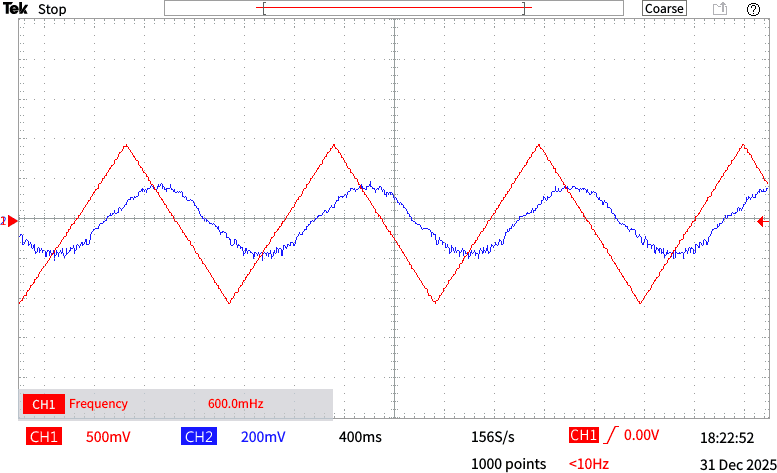 Tek Stop Coarse ?
2
CH1 Frequency 600.0mHz
CH1 500mV CH2 200mV 400ms 156S/s CH1 0.00V 18:22:52
1000 points <10Hz 31 Dec 2025